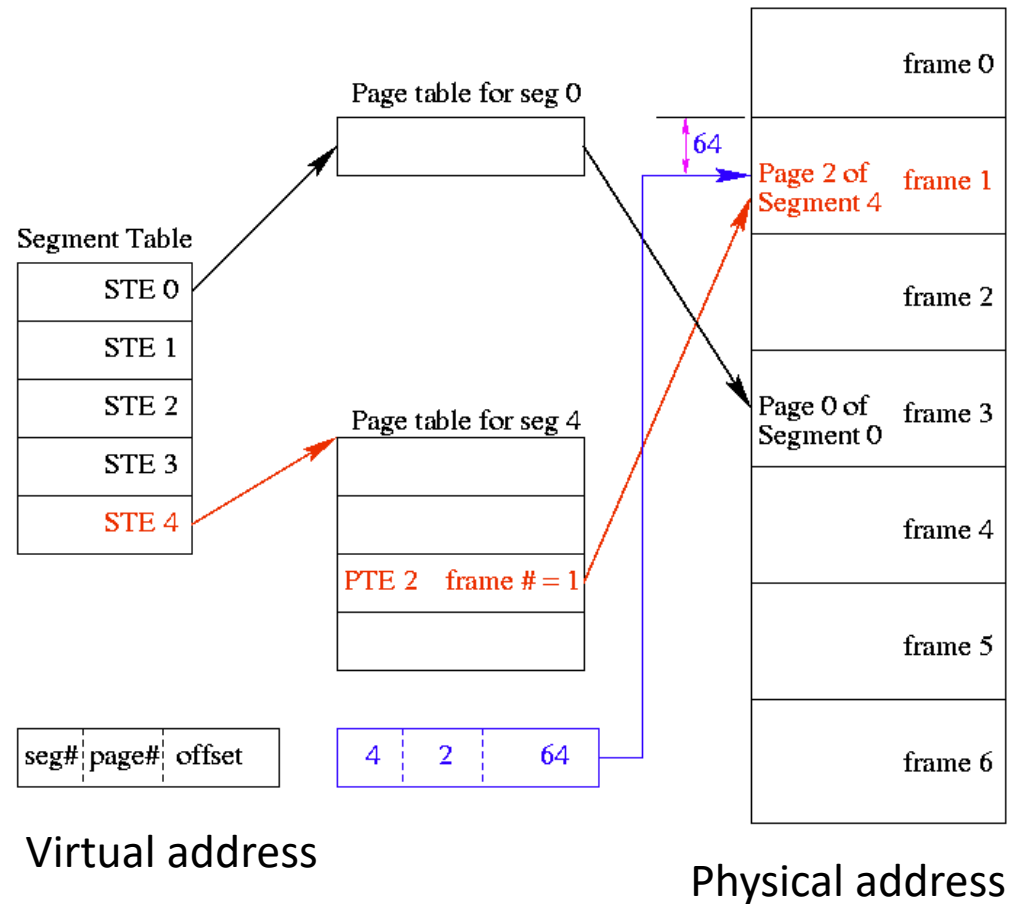 Page table for seg 0
Segment Table
STE 0
STE 1
STE 2
STE 3
STE 4
Page table for seg 4
PTE 2 frame # = 1
seg# page# offset
4 2 64
Virtual address
64
frame 0
Page 2 of
Segment 4
frame 1
frame 2
Page 0 of
Segment 0
frame 3
frame 4
frame 5
frame 6
Physical address